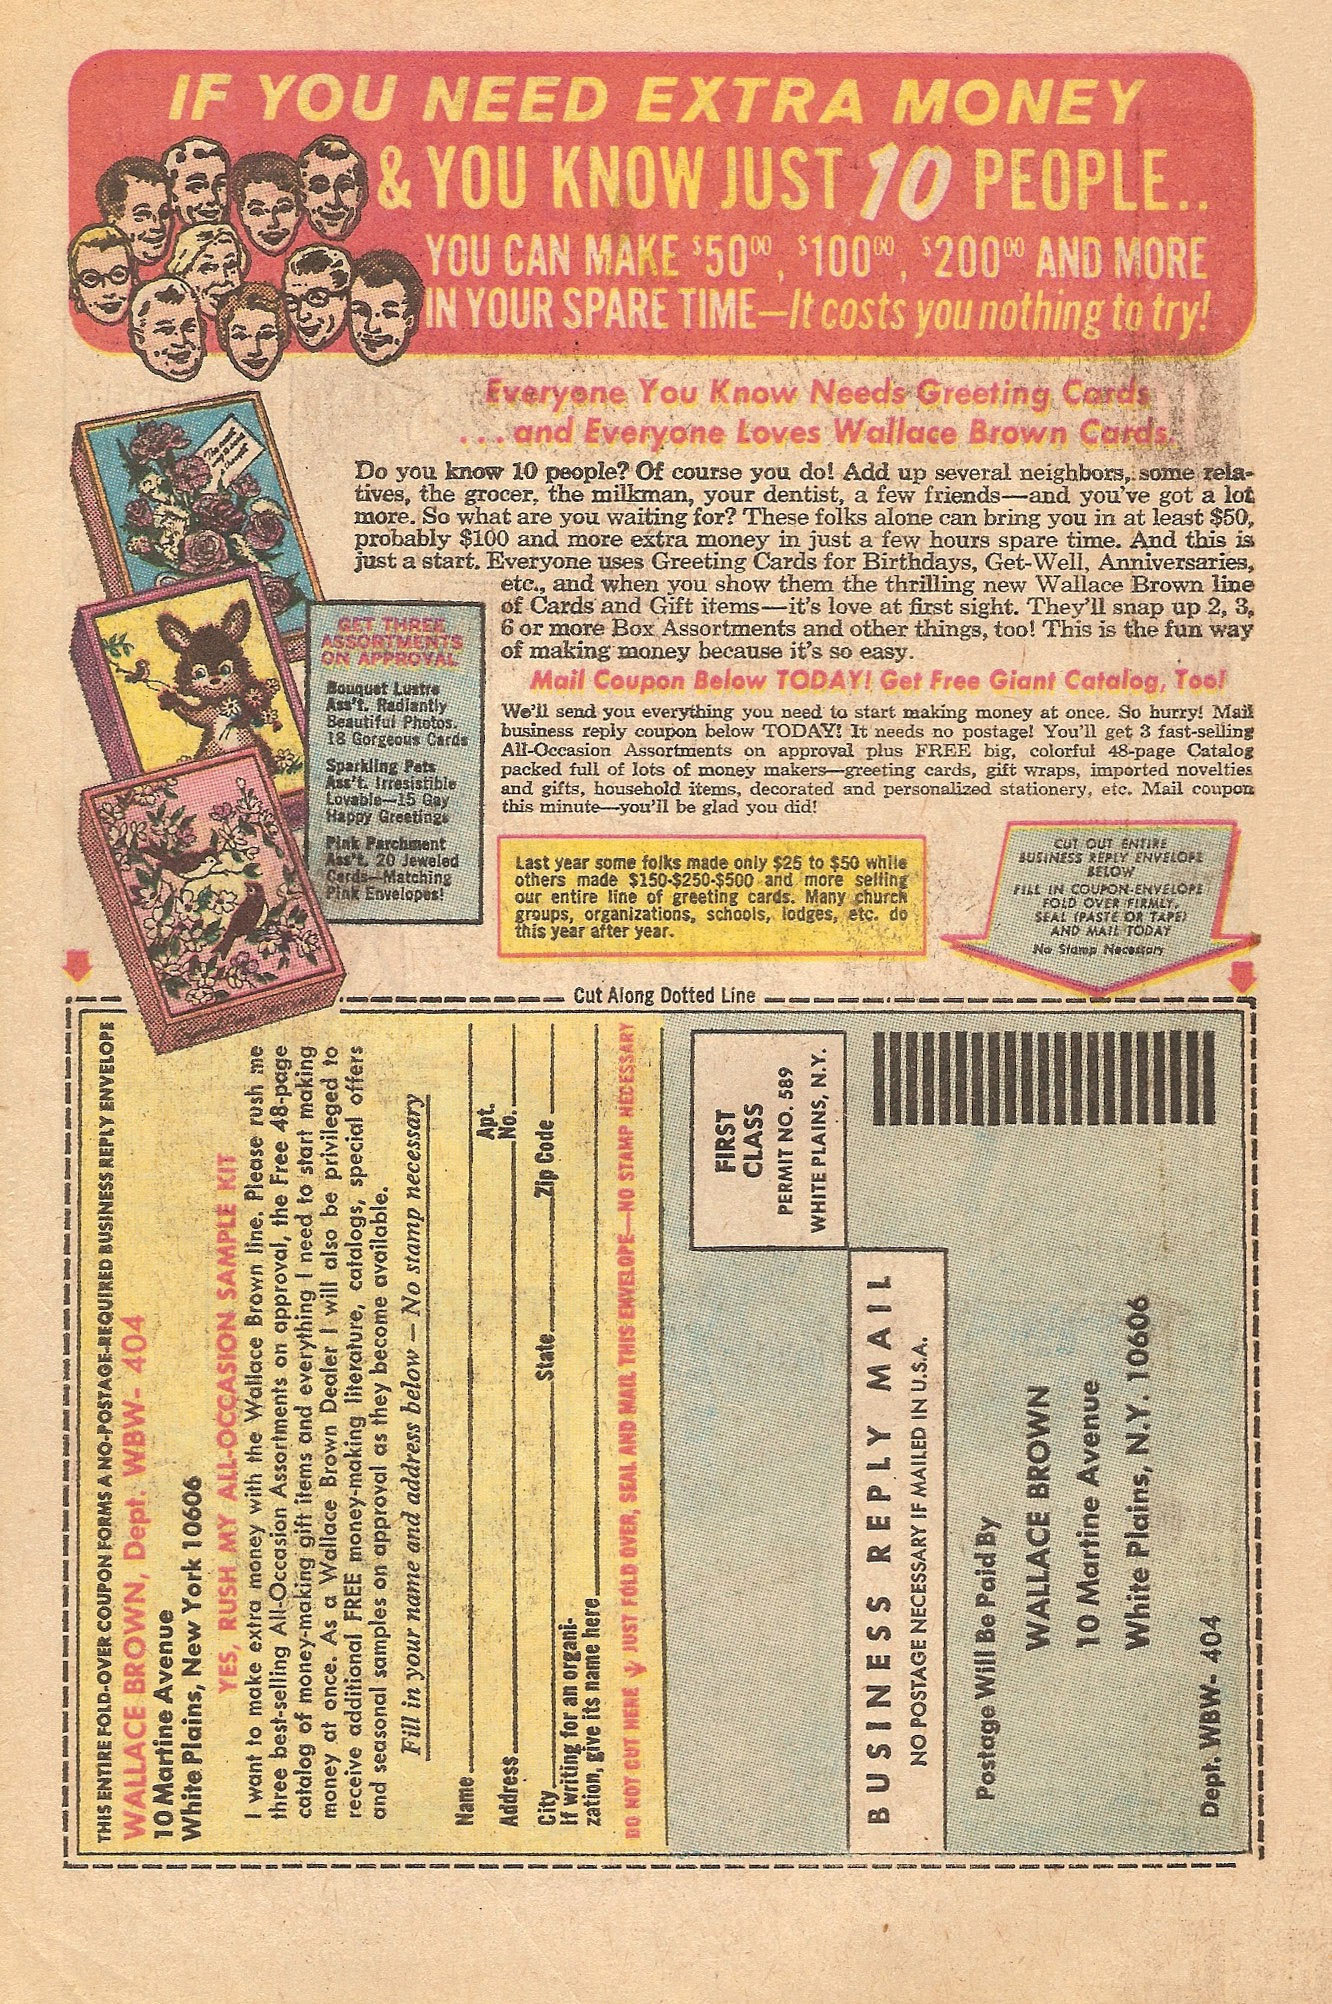 IF YOU NEED EXTRA MONEY
& YOU KNOW JUST 10 PEOPLE..
YOU CAN MAKE $50⁰⁰, $100⁰⁰, $200⁰⁰ AND MORE
IN YOUR SPARE TIME—It costs you nothing to try!
Everyone You Know Needs Greeting Cards
...and Everyone Loves Wallace Brown Cards.
Do you know 10 people? Of course you do! Add up several neighbors, some rela-
tives, the grocer, the milkman, your dentist, a few friends—and you've got a lot
more. So what are you waiting for? These folks alone can bring you in at least $50,
probably $100 and more extra money in just a few hours spare time. And this is
just a start. Everyone uses Greeting Cards for Birthdays, Get-Well, Anniversaries,
etc., and when you show them the thrilling new Wallace Brown line
of Cards and Gift items—it's love at first sight. They'll snap up 2, 3,
6 or more Box Assortments and other things, too! This is the fun way
of making money because it's so easy.
GET THREE
ASSORTMENTS
ON APPROVAL
Bouquet Lustre
Ass't. Radiantly
Beautiful Photos.
18 Gorgeous Cards
Sparkling Pets
Ass't. Irresistible
Lovable—15 Gay
Happy Greetings
Pink Parchment
Ass't. 20 Jeweled
Cards—Matching
Pink Envelopes!
Mail Coupon Below TODAY! Get Free Giant Catalog, Too!
We'll send you everything you need to start making money at once. So hurry! Mail
business reply coupon below TODAY! It needs no postage! You'll get 3 fast-selling
All-Occasion Assortments on approval plus FREE big, colorful 48-page Catalog
packed full of lots of money makers—greeting cards, gift wraps, imported novelties
and gifts, household items, decorated and personalized stationery, etc. Mail coupon
this minute—you'll be glad you did!
Last year some folks made only $25 to $50 while
others made $150-$250-$500 and more selling
our entire line of greeting cards. Many church
groups, organizations, schools, lodges, etc. do
this year after year.
CUT OUT ENTIRE
BUSINESS REPLY ENVELOPE
BELOW
FILL IN COUPON-ENVELOPE
FOLD OVER FIRMLY,
SEAL (PASTE OR TAPE)
AND MAIL TODAY
No Stamp Necessary
Cut Along Dotted Line
THIS ENTIRE FOLD-OVER COUPON FORMS A NO-POSTAGE-REQUIRED BUSINESS REPLY ENVELOPE
WALLACE BROWN, Dept. WBW- 404
10 Martine Avenue
White Plains, New York 10606
YES, RUSH MY ALL-OCCASION SAMPLE KIT
I want to make extra money with the Wallace Brown line. Please rush me
three best-selling All-Occasion Assortments on approval, the Free 48-page
catalog of money-making gift items and everything I need to start making
money at once. As a Wallace Brown Dealer I will also be privileged to
receive additional FREE money-making literature, catalogs, special offers
and seasonal samples on approval as they become available.
Fill in your name and address below — No stamp necessary
Name
Address Apt. No.
City State Zip Code
If writing for an organi-
zation, give its name here
DO NOT CUT HERE JUST FOLD OVER, SEAL AND MAIL THIS ENVELOPE—NO STAMP NECESSARY
FIRST
CLASS
PERMIT NO. 589
WHITE PLAINS, N.Y.
BUSINESS REPLY MAIL
NO POSTAGE NECESSARY IF MAILED IN U.S.A.
Postage Will Be Paid By
WALLACE BROWN
10 Martine Avenue
White Plains, N.Y. 10606
Dept. WBW- 404